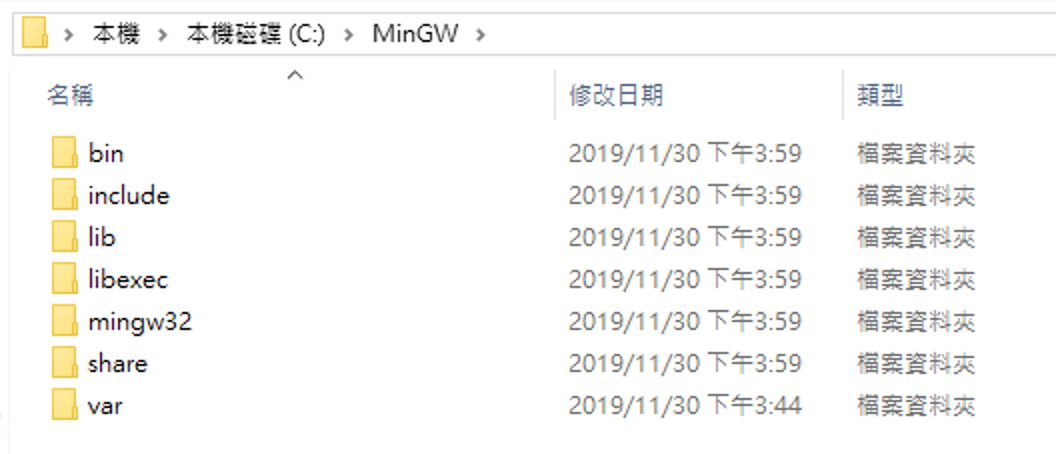 本機 > 本機磁碟 (C:) > MinGW >
名稱 修改日期 類型
bin 2019/11/30 下午3:59 檔案資料夾
include 2019/11/30 下午3:59 檔案資料夾
lib 2019/11/30 下午3:59 檔案資料夾
libexec 2019/11/30 下午3:59 檔案資料夾
mingw32 2019/11/30 下午3:59 檔案資料夾
share 2019/11/30 下午3:59 檔案資料夾
var 2019/11/30 下午3:44 檔案資料夾